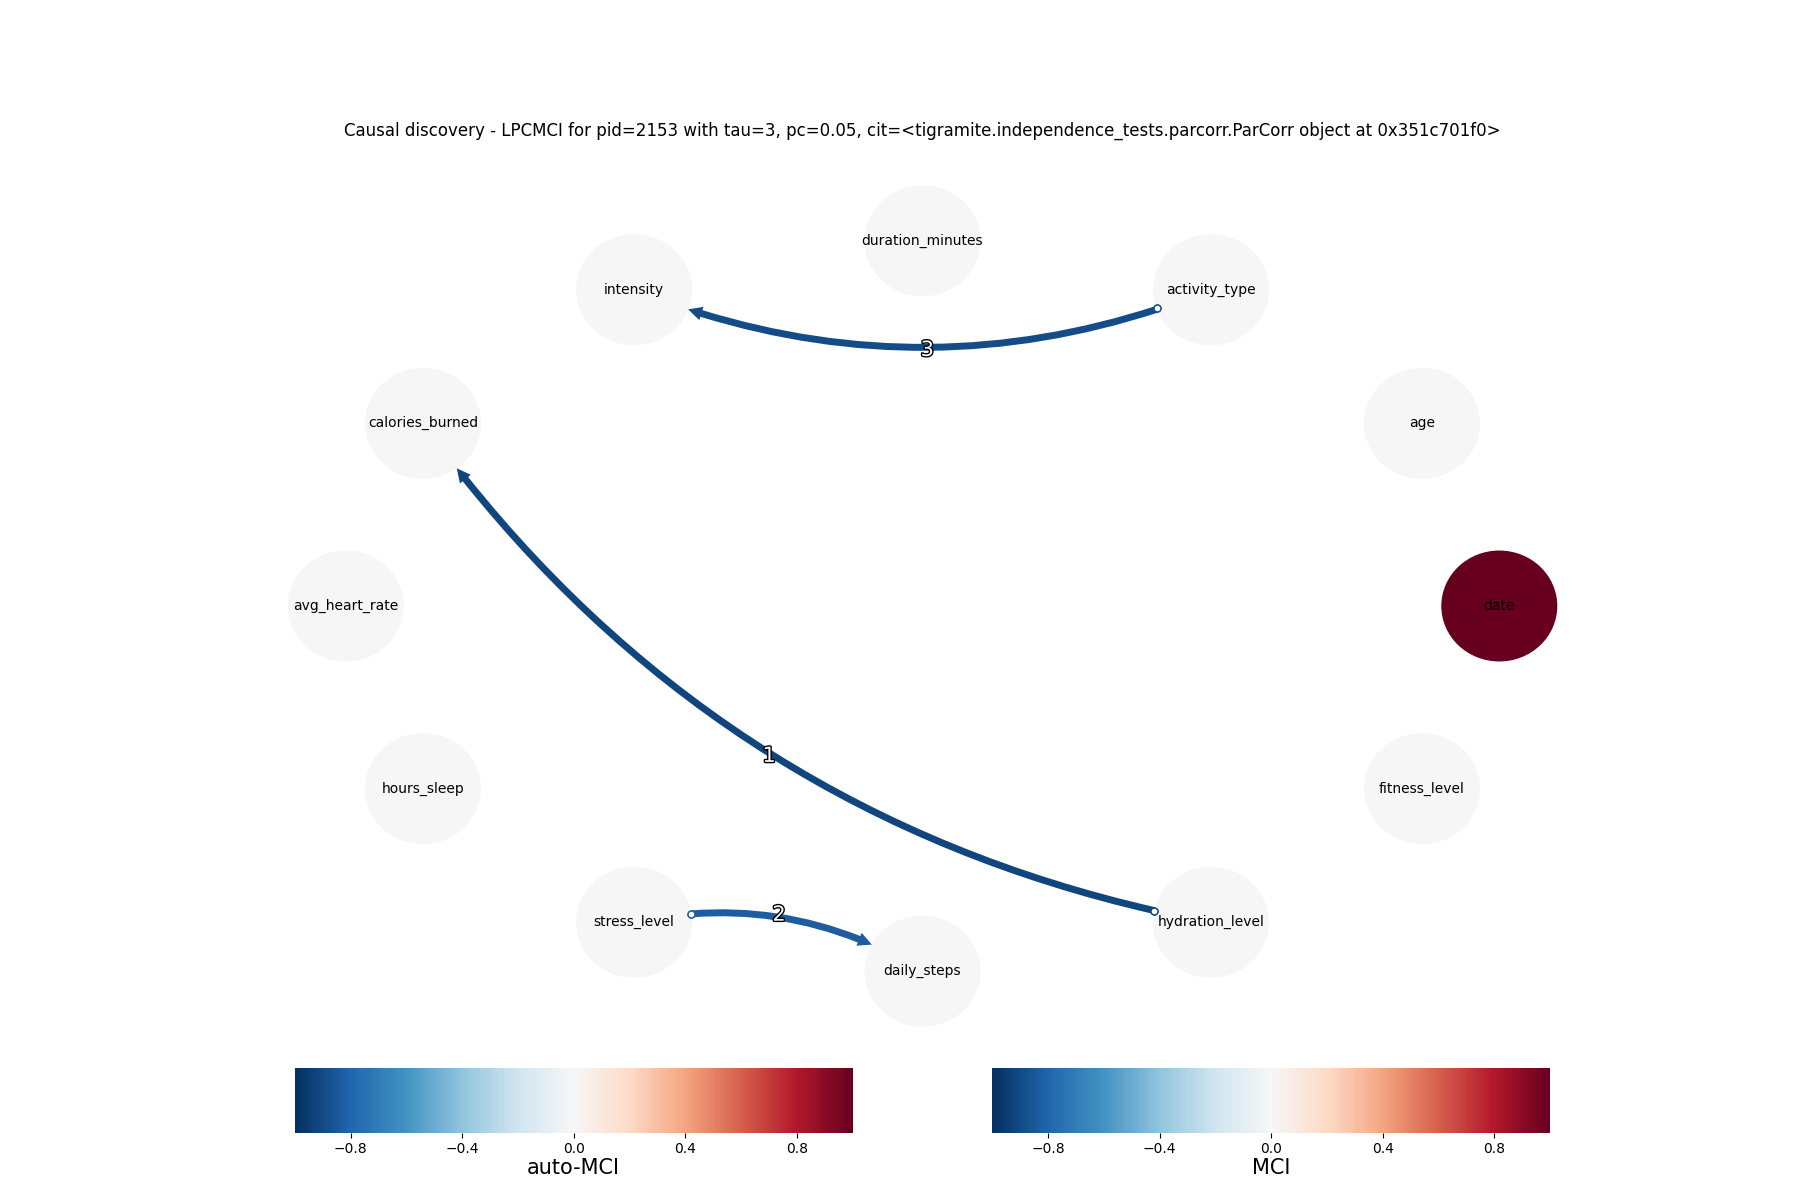 Causal discovery - LPCMCI for pid=2153 with tau=3, pc=0.05, cit=<tigramite.independence_tests.parcorr.ParCorr object at 0x351c701f0>
duration_minutes
intensity
activity_type
3
calories_burned
age
avg_heart_rate
date
1
hours_sleep
fitness_level
stress_level
2
hydration_level
daily_steps
−0.8 −0.4 0.0 0.4 0.8
auto-MCI
−0.8 −0.4 0.0 0.4 0.8
MCI